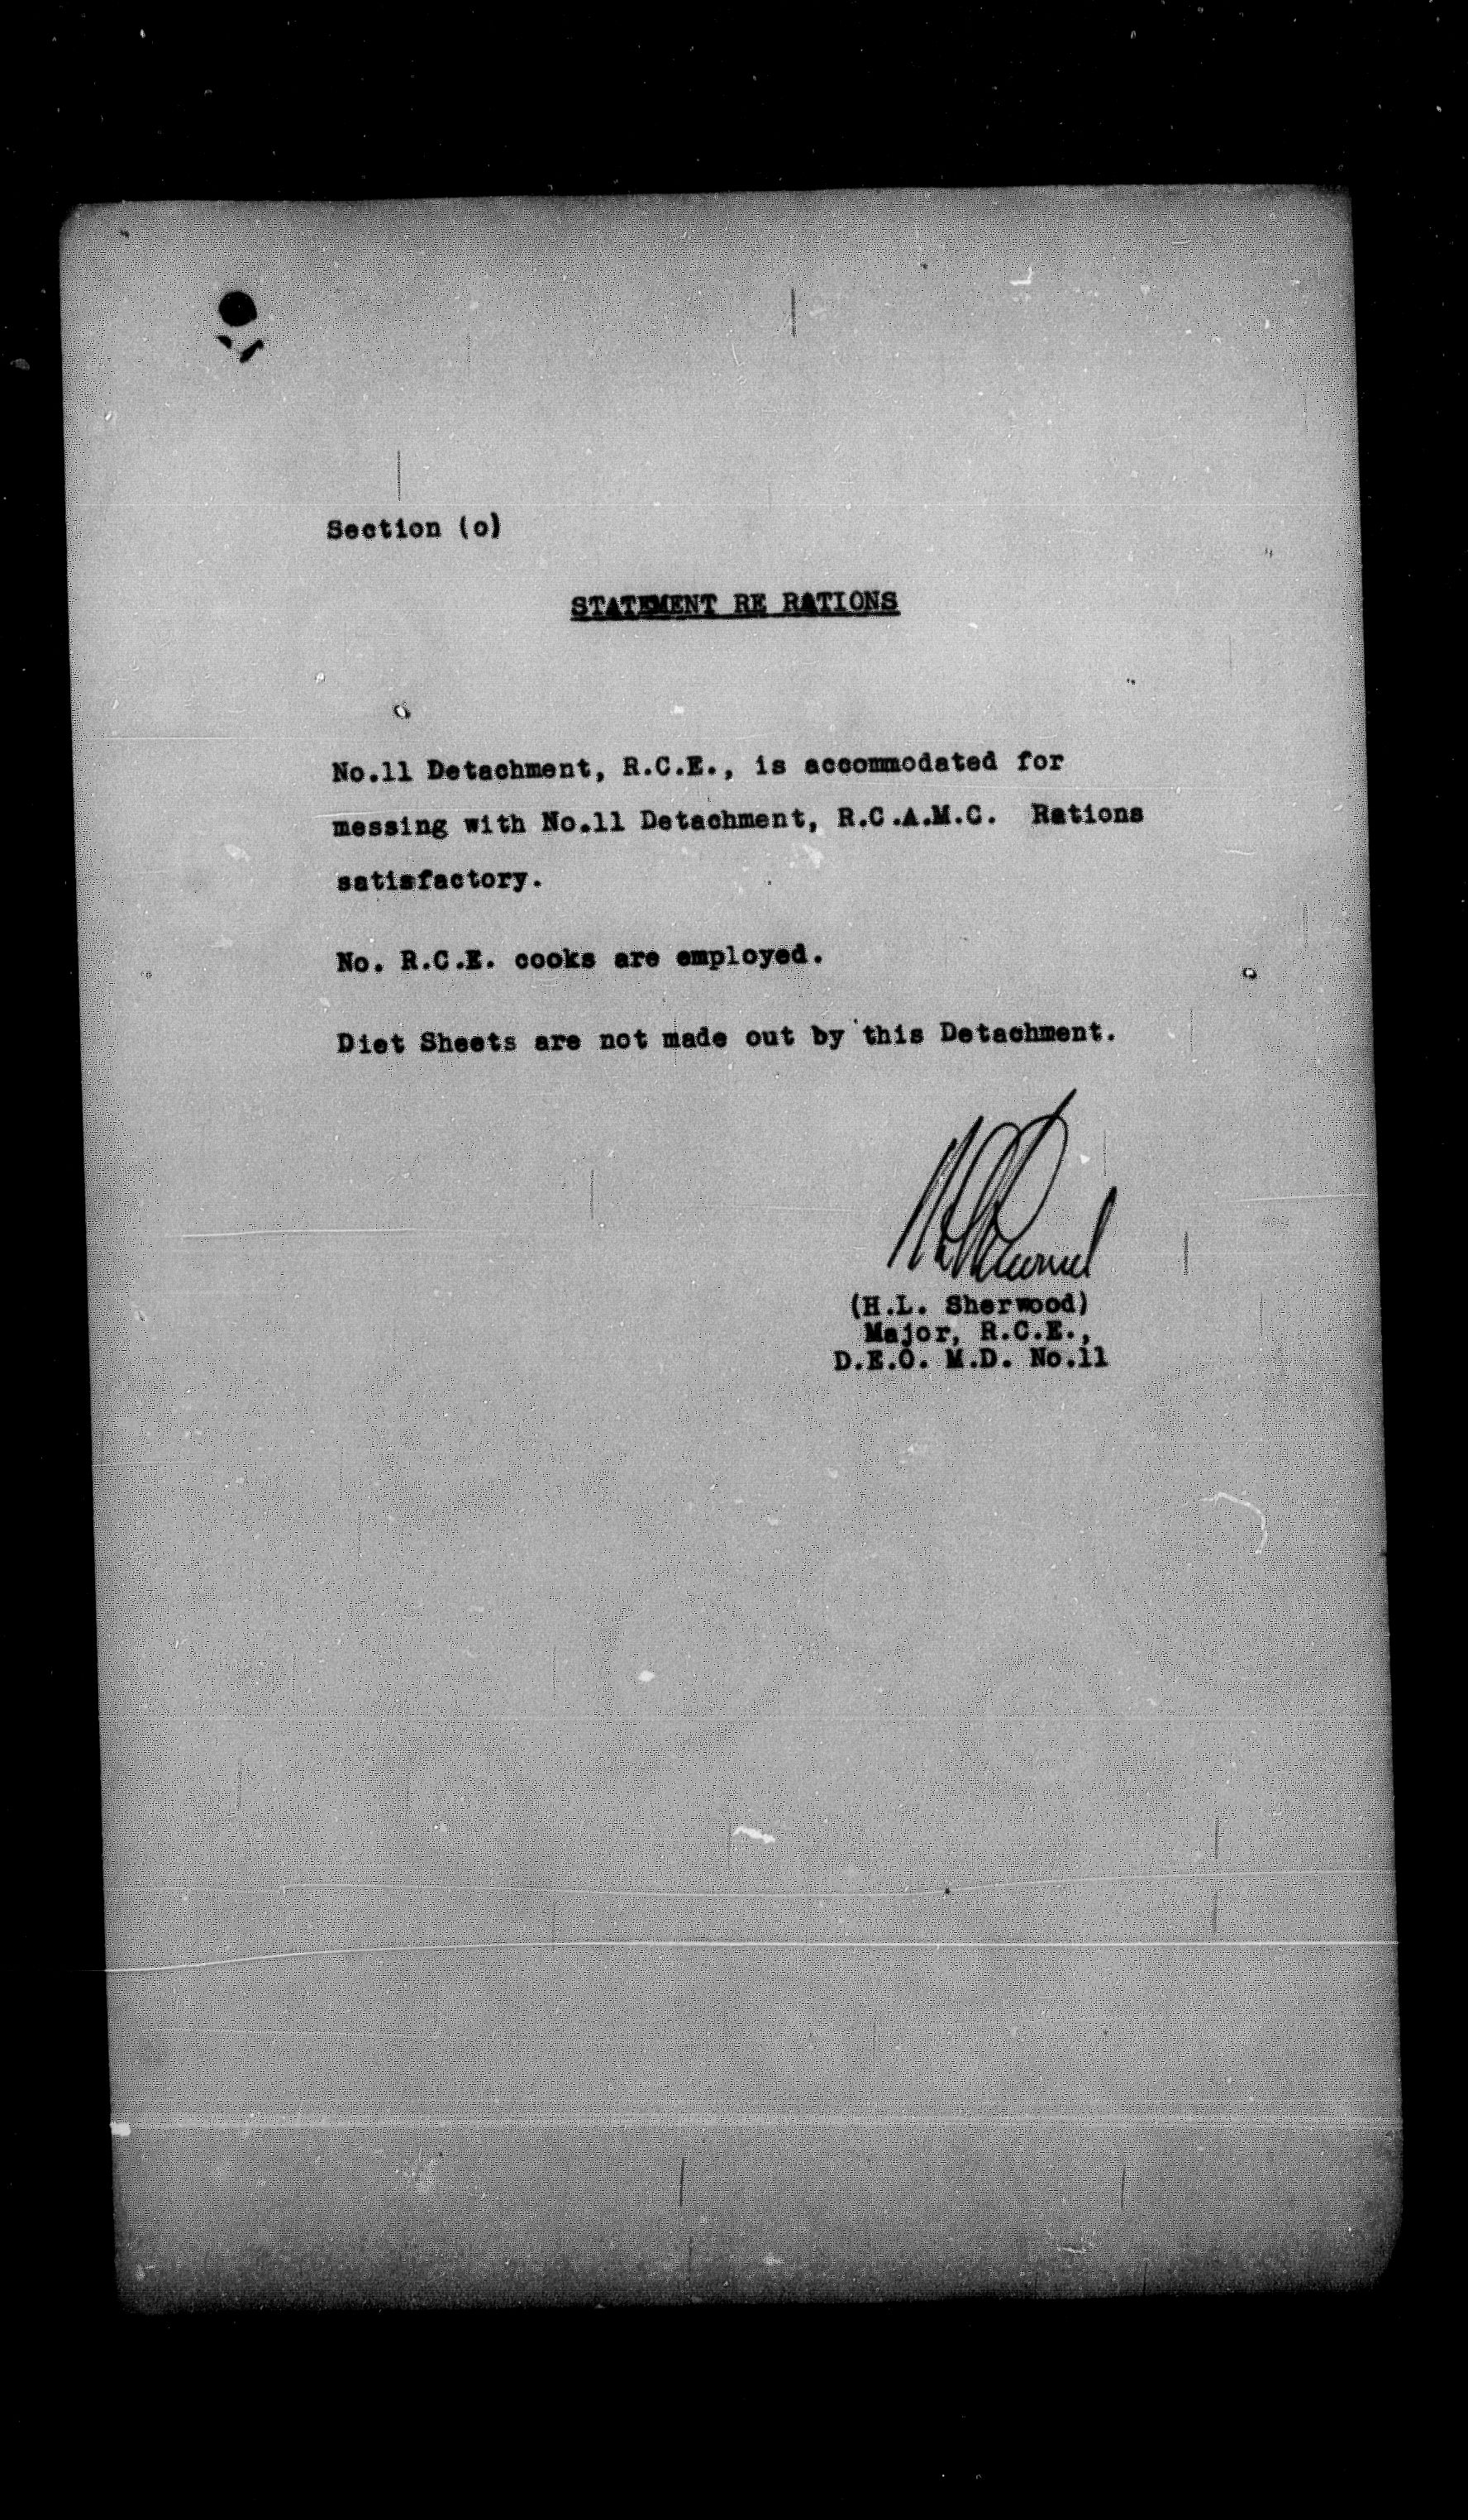 Section (o)
STATEMENT RE RATIONS
No.11 Detachment, R.C.E., is accommodated for
messing with No.11 Detachment, R.C.A.M.C. Rations
satisfactory.
No. R.C.E. cooks are employed.
Diet Sheets are not made out by this Detachment.
(H.L. Sherwood)
Major, R.C.E.,
D.E.O. M.D. No.11